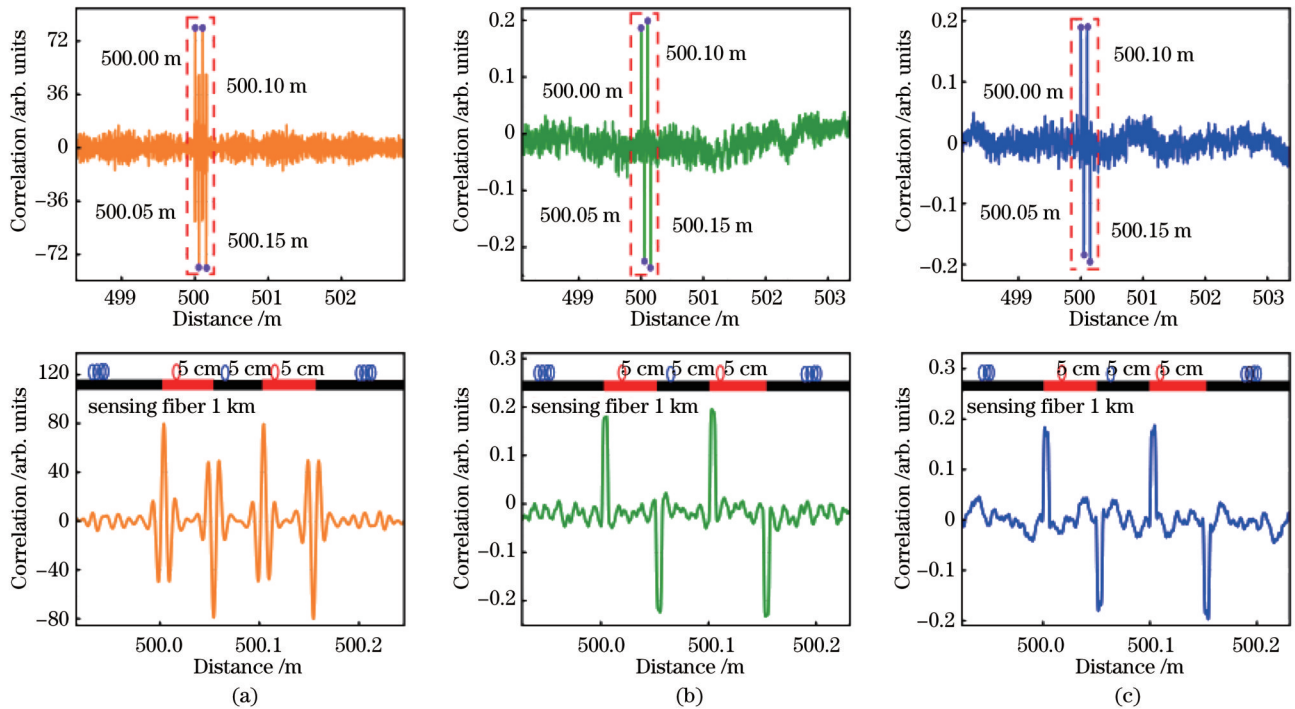 Correlation /arb. units
72
36
0
−36
−72
500.00 m
500.10 m
500.05 m
500.15 m
499
500
501
502
Distance /m
Correlation /arb. units
0.2
0.1
0
−0.1
−0.2
500.00 m
500.10 m
500.05 m
500.15 m
499
500
501
502
503
Distance /m
Correlation /arb. units
0.2
0.1
0
−0.1
−0.2
500.00 m
500.10 m
500.05 m
500.15 m
499
500
501
502
503
Distance /m
Correlation /arb. units
120
80
40
0
−40
−80
5 cm
5 cm
5 cm
sensing fiber 1 km
500.0
500.1
500.2
Distance /m
(a)
Correlation /arb. units
0.3
0.2
0.1
0
−0.1
−0.2
5 cm
5 cm
5 cm
sensing fiber 1 km
500.0
500.1
500.2
Distance /m
(b)
Correlation /arb. units
0.3
0.2
0.1
0
−0.1
−0.2
5 cm
5 cm
5 cm
sensing fiber 1 km
500.0
500.1
500.2
Distance /m
(c)